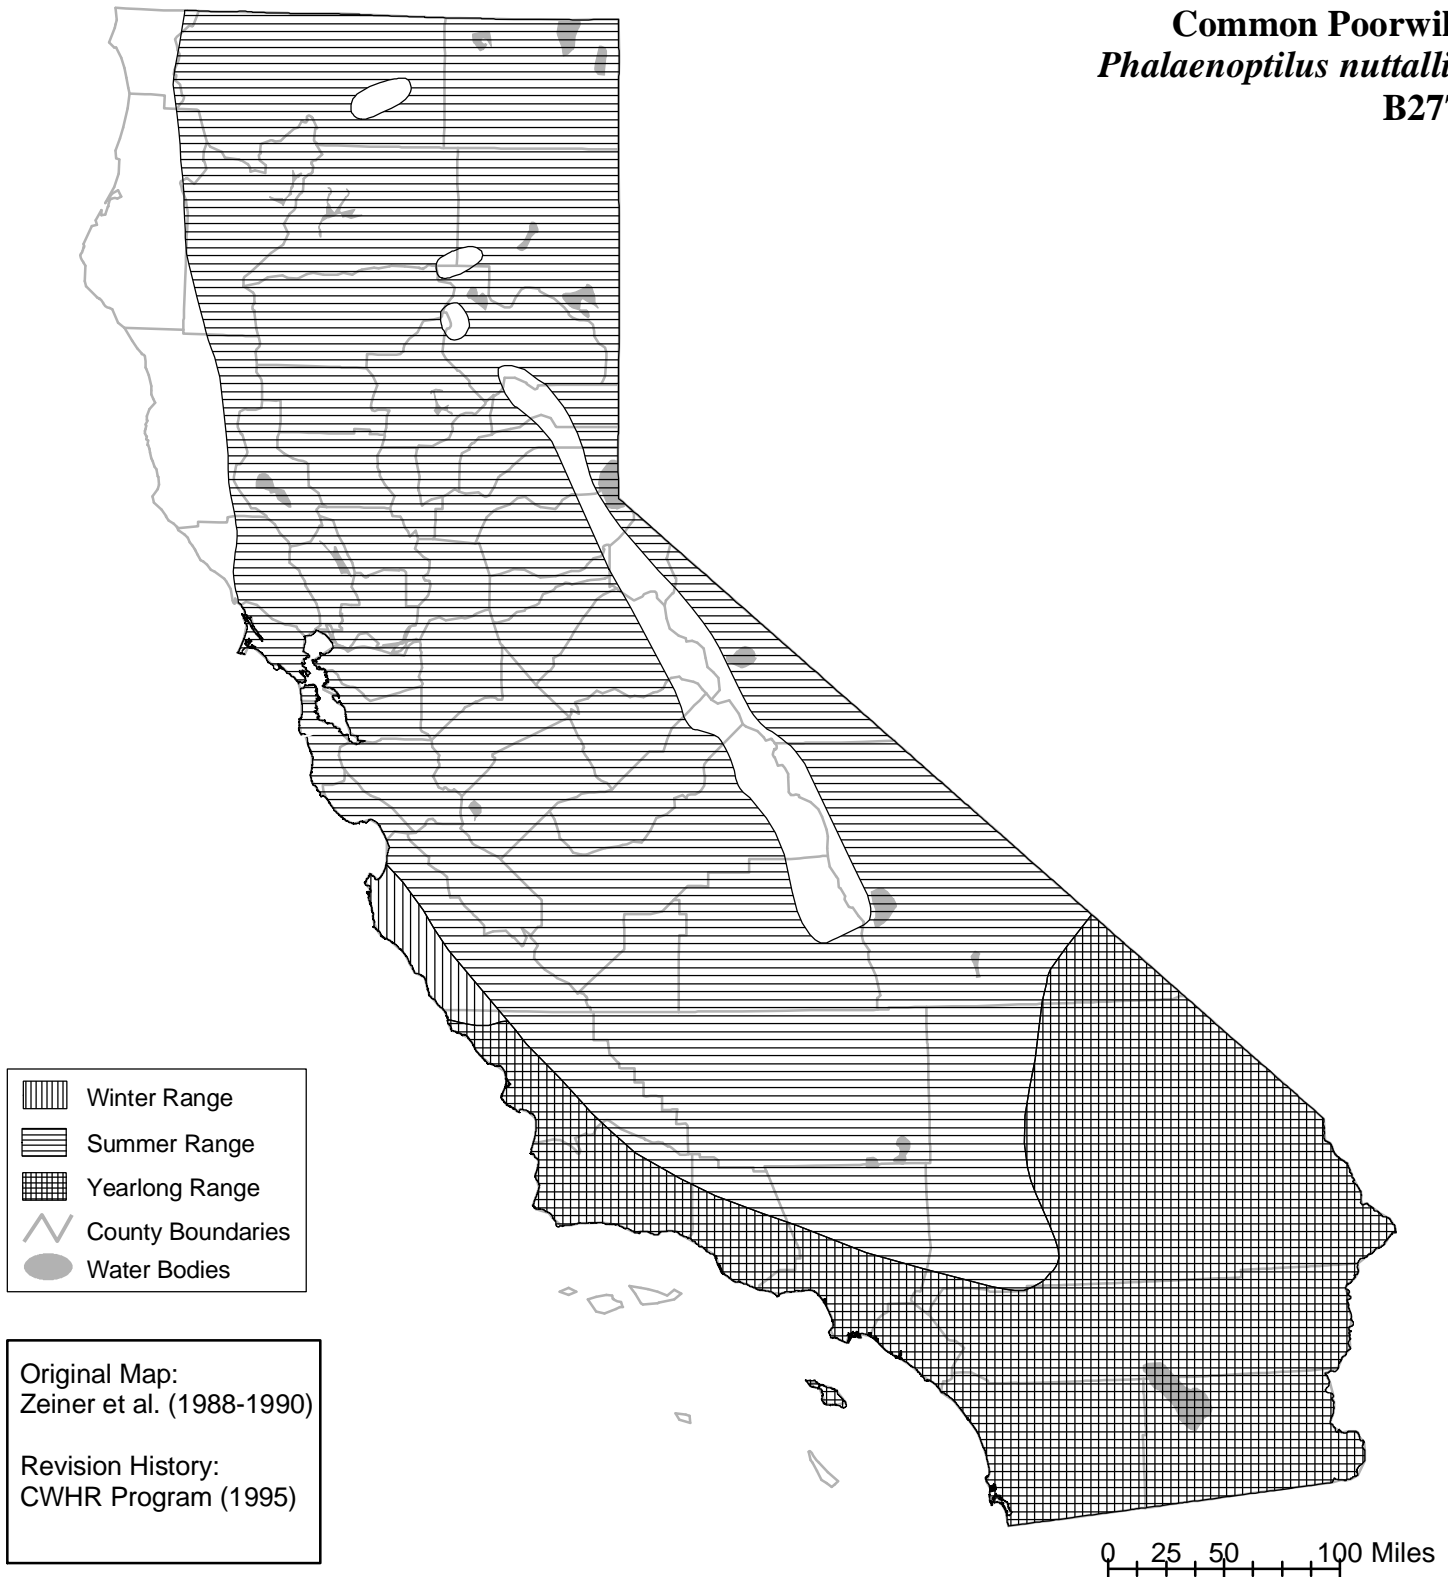 Common Poorwil
Phalaenoptilus nuttalli
B277
Winter Range
Summer Range
Yearlong Range
County Boundaries
Water Bodies
Original Map:
Zeiner et al. (1988-1990)
Revision History:
CWHR Program (1995)
0 25 50 100 Miles